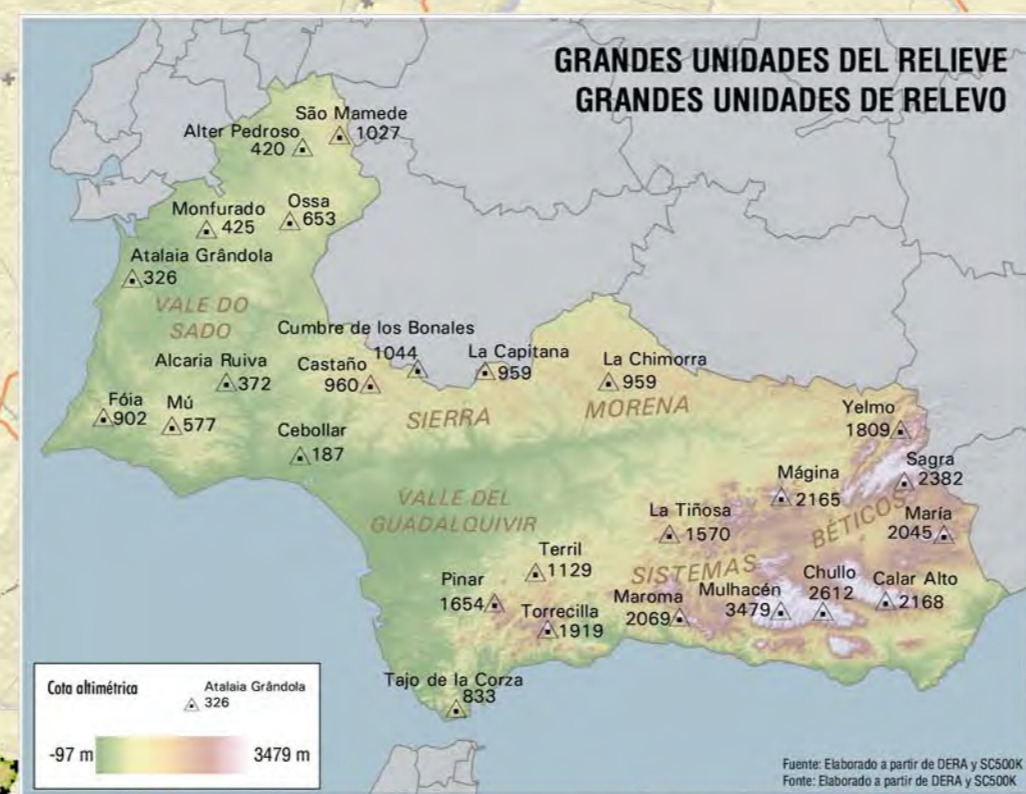 GRANDES UNIDADES DEL RELIEVE
GRANDES UNIDADES DE RELEVO
São Mamede
1027
Alter Pedroso
420
Ossa
653
Monfurado
425
Atalaia Grândola
326
VALE DO
SADO
Cumbre de los Bonales
1044
La Capitana
959
La Chimorra
959
Alcaria Ruiva
372
Castaño
960
Fóia
902
Mú
577
SIERRA
MORENA
Yelmo
1809
Cebollar
187
Sagra
2382
Mágina
2165
VALLE DEL
GUADALQUIVIR
La Tiñosa
1570
BÉTICOS
María
2045
Terril
1129
SISTEMAS
Pinar
1654
Torrecilla
1919
Maroma
2069
Mulhacén
3479
Chullo
2612
Calar Alto
2168
Tajo de la Corza
833
Cota altimétrica
Atalaia Grândola
326
-97 m
3479 m
Fuente: Elaborado a partir de DERA y SC500K
Fonte: Elaborado a partir de DERA y SC500K